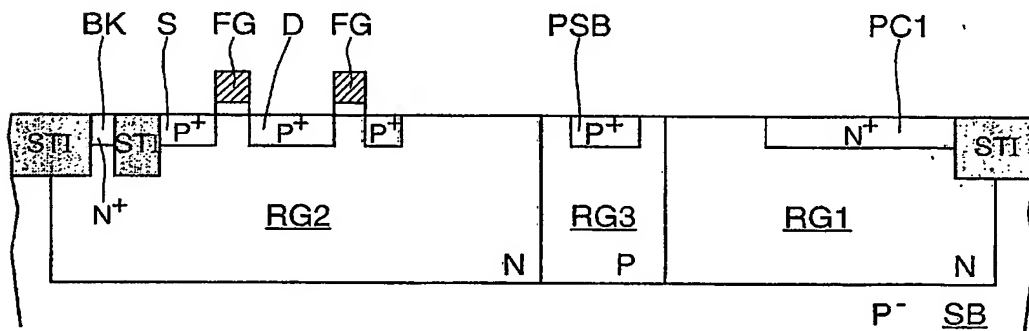 BK S FG D FG PSB PC1
STI STI P+ P+ P+ P+ N+ STI
N+ RG2 RG3 RG1
N P N
P- SB